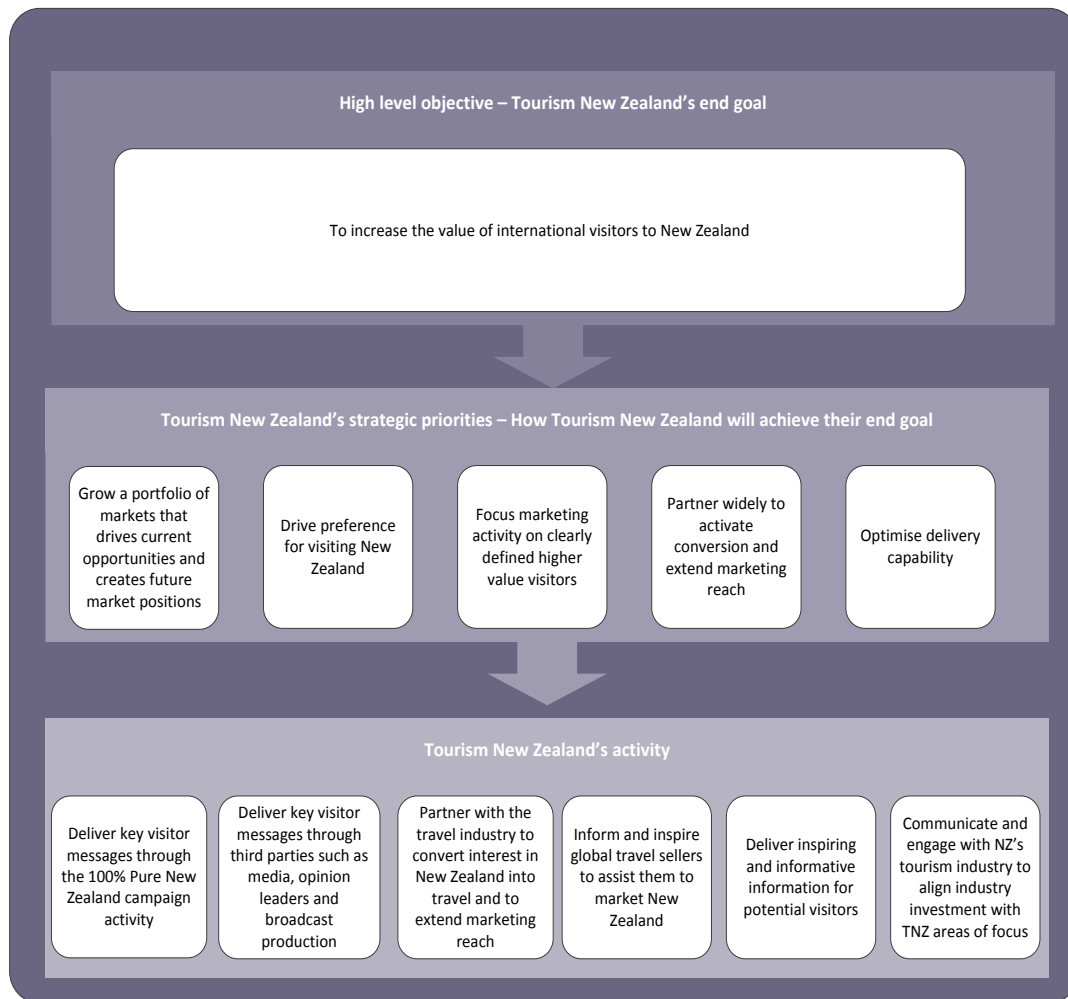 High level objective – Tourism New Zealand's end goal
To increase the value of international visitors to New Zealand
Tourism New Zealand's strategic priorities – How Tourism New Zealand will achieve their end goal
Grow a portfolio of
markets that
drives current
opportunities and
creates future
market positions
Drive preference
for visiting New
Zealand
Focus marketing
activity on clearly
defined higher
value visitors
Partner widely to
activate
conversion and
extend marketing
reach
Optimise delivery
capability
Tourism New Zealand's activity
Deliver key visitor
messages through
the 100% Pure New
Zealand campaign
activity
Deliver key visitor
messages through
third parties such as
media, opinion
leaders and
broadcast
production
Partner with the
travel industry to
convert interest in
New Zealand into
travel and to
extend marketing
reach
Inform and inspire
global travel sellers
to assist them to
market New
Zealand
Deliver inspiring
and informative
information for
potential visitors
Communicate and
engage with NZ's
tourism industry to
align industry
investment with
TNZ areas of focus